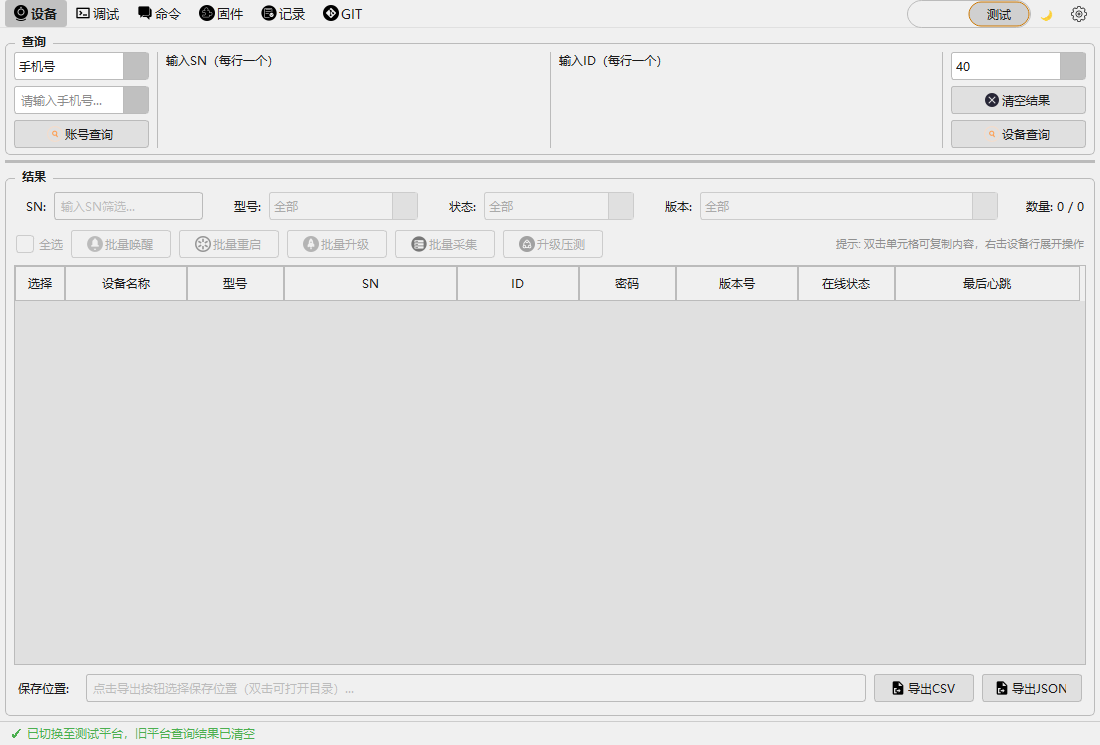 设备 调试 命令 固件 记录 GIT 测试
查询
手机号 输入SN（每行一个） 输入ID（每行一个） 40
请输入手机号... 清空结果
账号查询 设备查询
结果
SN: 输入SN筛选... 型号: 全部 状态: 全部 版本: 全部 数量: 0 / 0
全选 批量唤醒 批量重启 批量升级 批量采集 升级压测 提示: 双击单元格可复制内容，右击设备行展开操作
选择 设备名称 型号 SN ID 密码 版本号 在线状态 最后心跳
保存位置: 点击导出按钮选择保存位置（双击可打开目录）... 导出CSV 导出JSON
✓ 已切换至测试平台，旧平台查询结果已清空